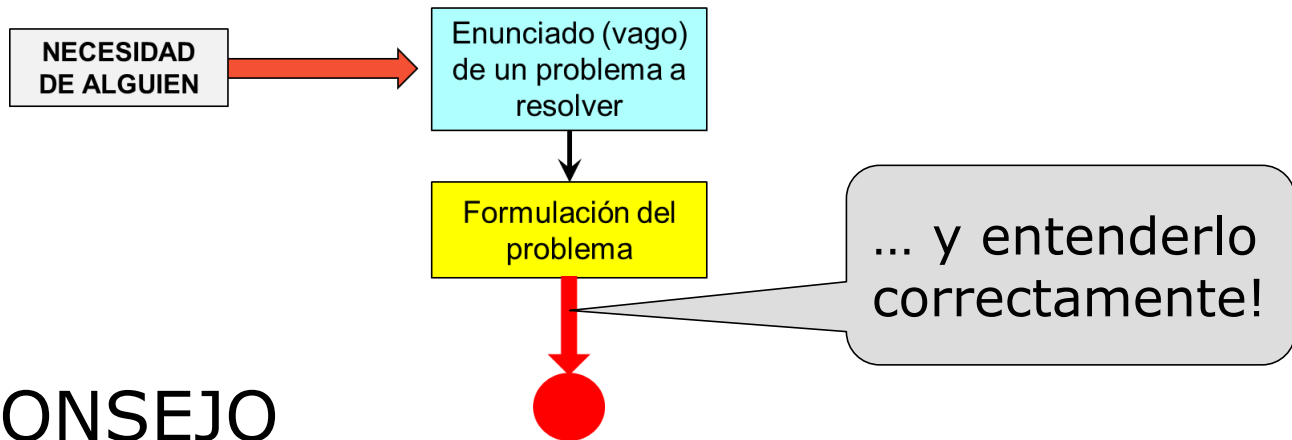 NECESIDAD
DE ALGUIEN
Enunciado (vago)
de un problema a
resolver
Formulación del
problema
... y entenderlo
correctamente!
ONSEJO